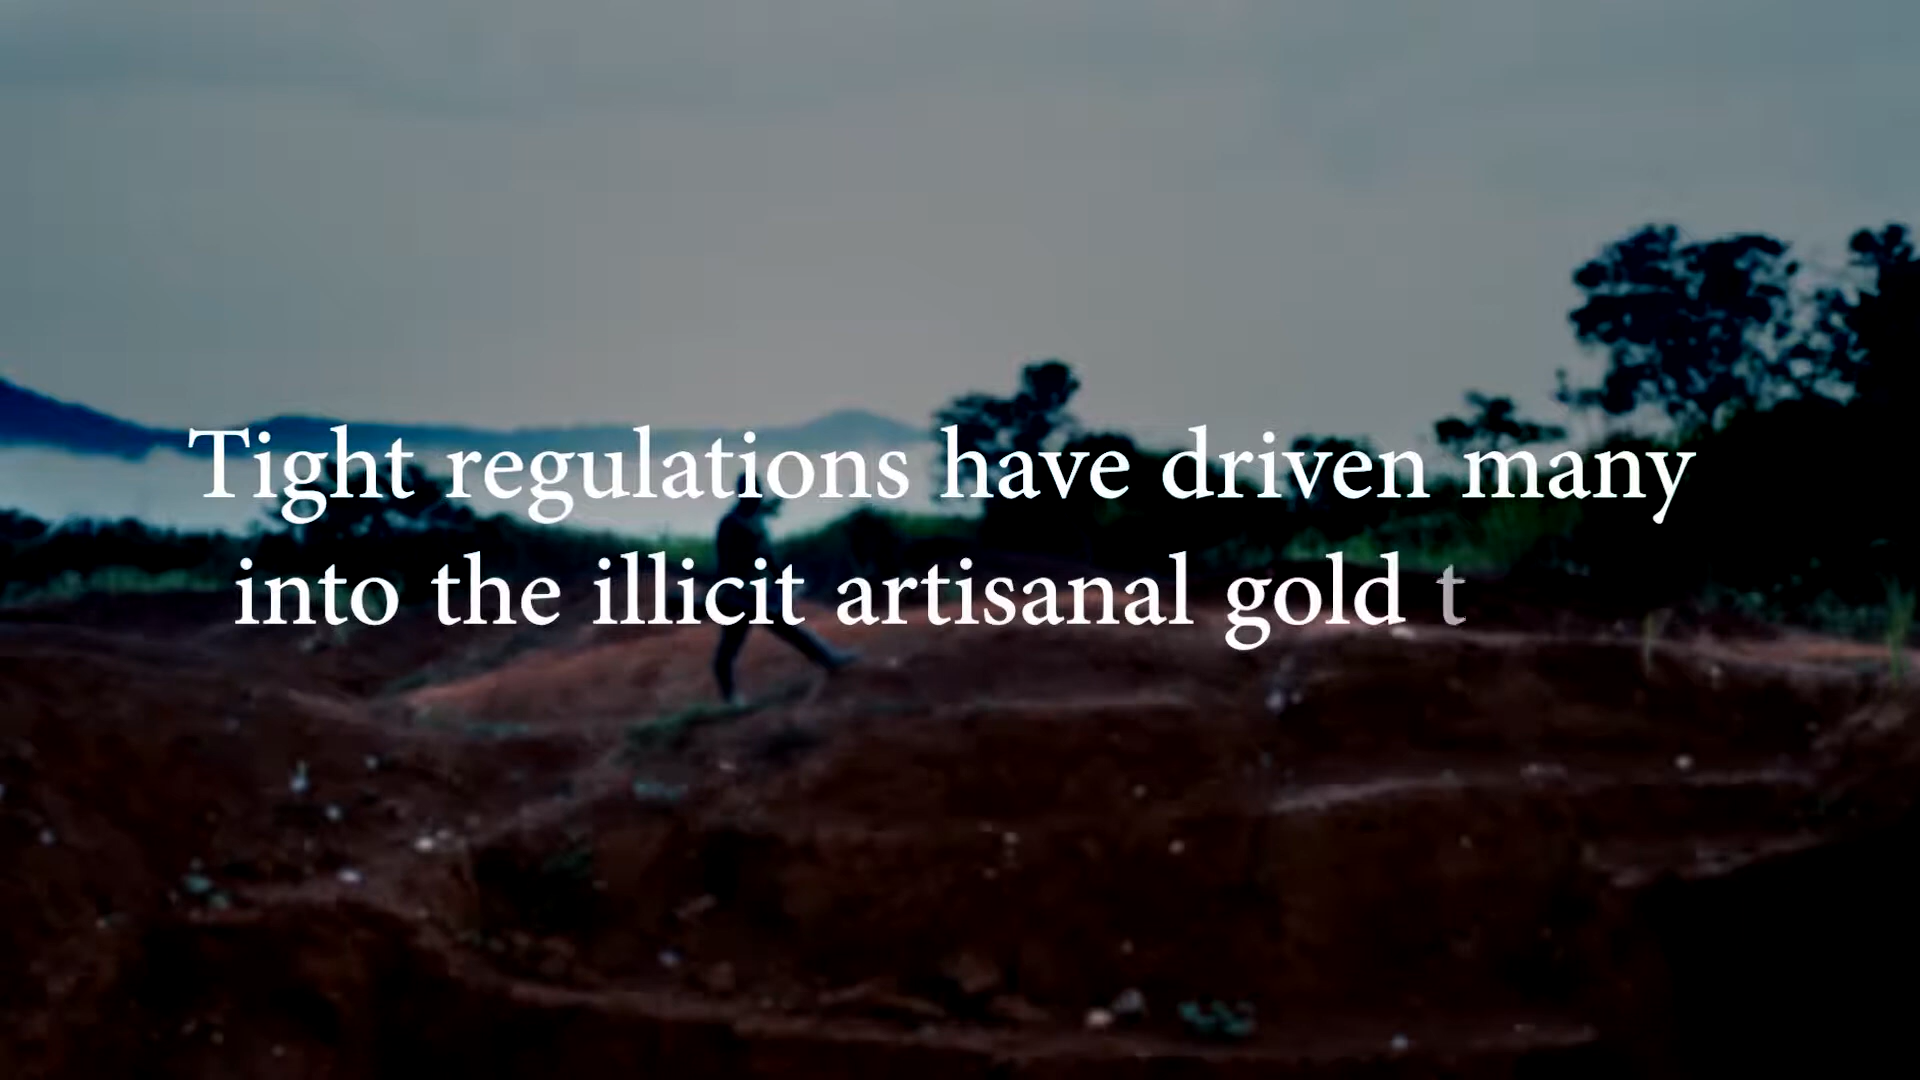 Tight regulations have driven many
into the illicit artisanal gold t